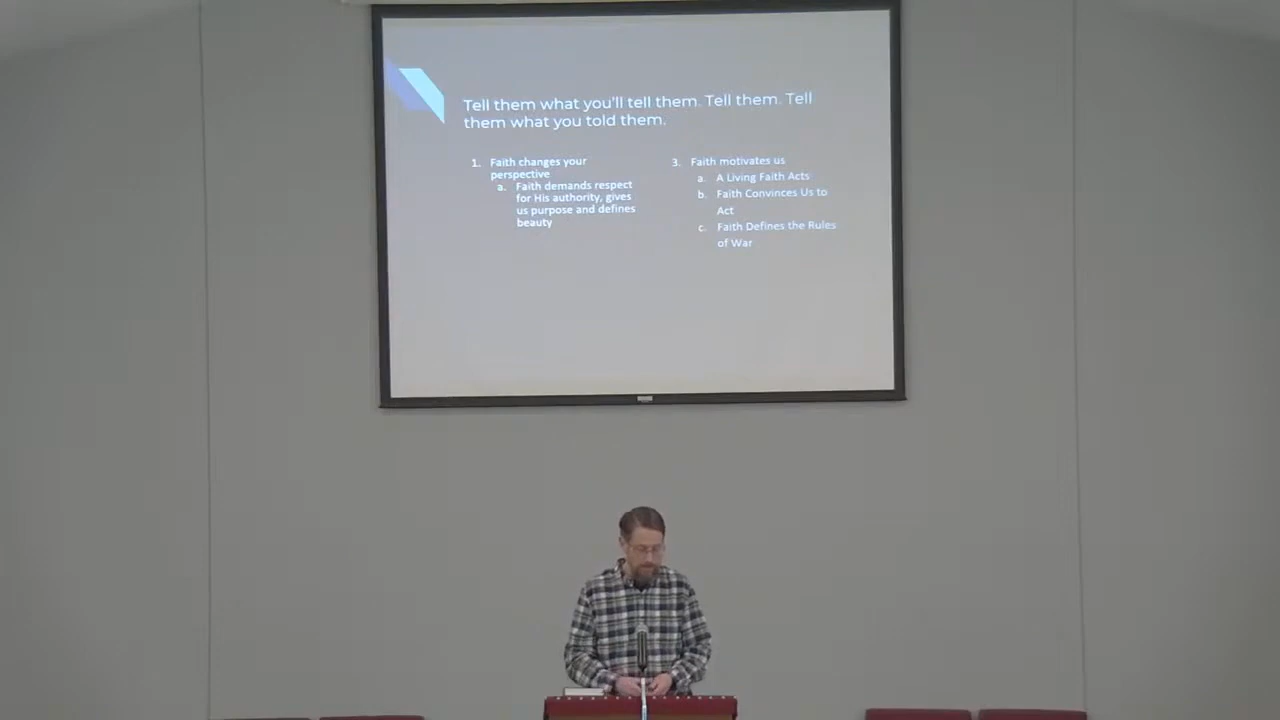 Tell them what you'll tell them. Tell them. Tell
them what you told them.
1. Faith changes your
perspective
a. Faith demands respect
for His authority, gives
us purpose and defines
beauty
3. Faith motivates us
a. A Living Faith Acts
b. Faith Convinces Us to
Act
c. Faith Defines the Rules
of War